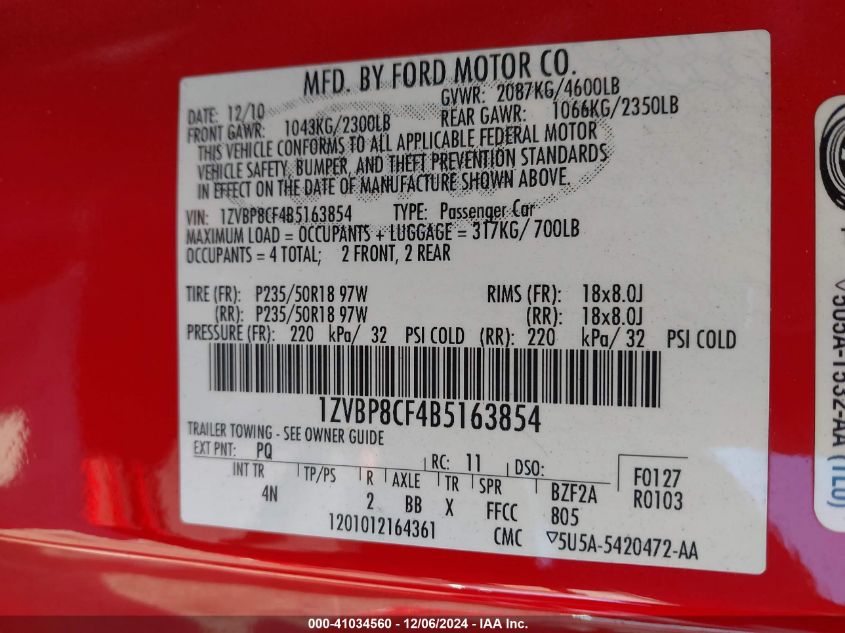 MFD. BY FORD MOTOR CO.
DATE: 12/10 GVWR: 2087KG/4600LB
FRONT GAWR: 1043KG/2300LB REAR GAWR: 1066KG/2350LB
THIS VEHICLE CONFORMS TO ALL APPLICABLE FEDERAL MOTOR
VEHICLE SAFETY, BUMPER, AND THEFT PREVENTION STANDARDS
IN EFFECT ON THE DATE OF MANUFACTURE SHOWN ABOVE.
VIN: 1ZVBP8CF4B5163854 TYPE: Passenger Car
MAXIMUM LOAD = OCCUPANTS + LUGGAGE = 317KG/ 700LB
OCCUPANTS = 4 TOTAL; 2 FRONT, 2 REAR
TIRE (FR): P235/50R18 97W RIMS (FR): 18x8.0J
(RR): P235/50R18 97W (RR): 18x8.0J
PRESSURE (FR): 220 kPa/ 32 PSI COLD (RR): 220 kPa/ 32 PSI COLD
1ZVBP8CF4B5163854
TRAILER TOWING - SEE OWNER GUIDE
EXT PNT: PQ RC: 11 DSO: F0127
INT TR TP/PS R AXLE TR SPR BZF2A R0103
4N 2 BB X FFCC 805
1201012164361 CMC ▽5U5A-5420472-AA
▽5U5A-1532-AA (TLO)
000-41034560 - 12/06/2024 - IAA Inc.